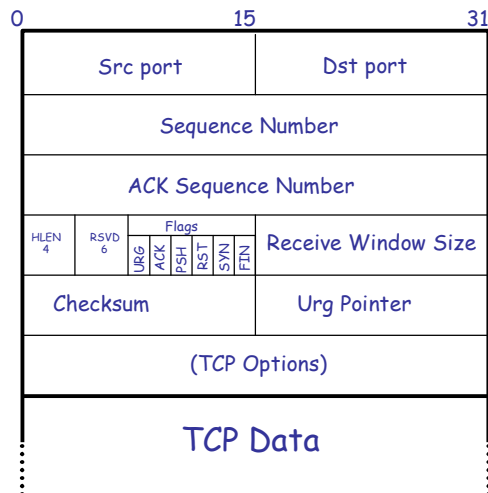 0 15 31
Src port Dst port
Sequence Number
ACK Sequence Number
HLEN
4
RSVD
6
Flags
URG ACK PSH RST SYN FIN
Receive Window Size
Checksum Urg Pointer
(TCP Options)
TCP Data